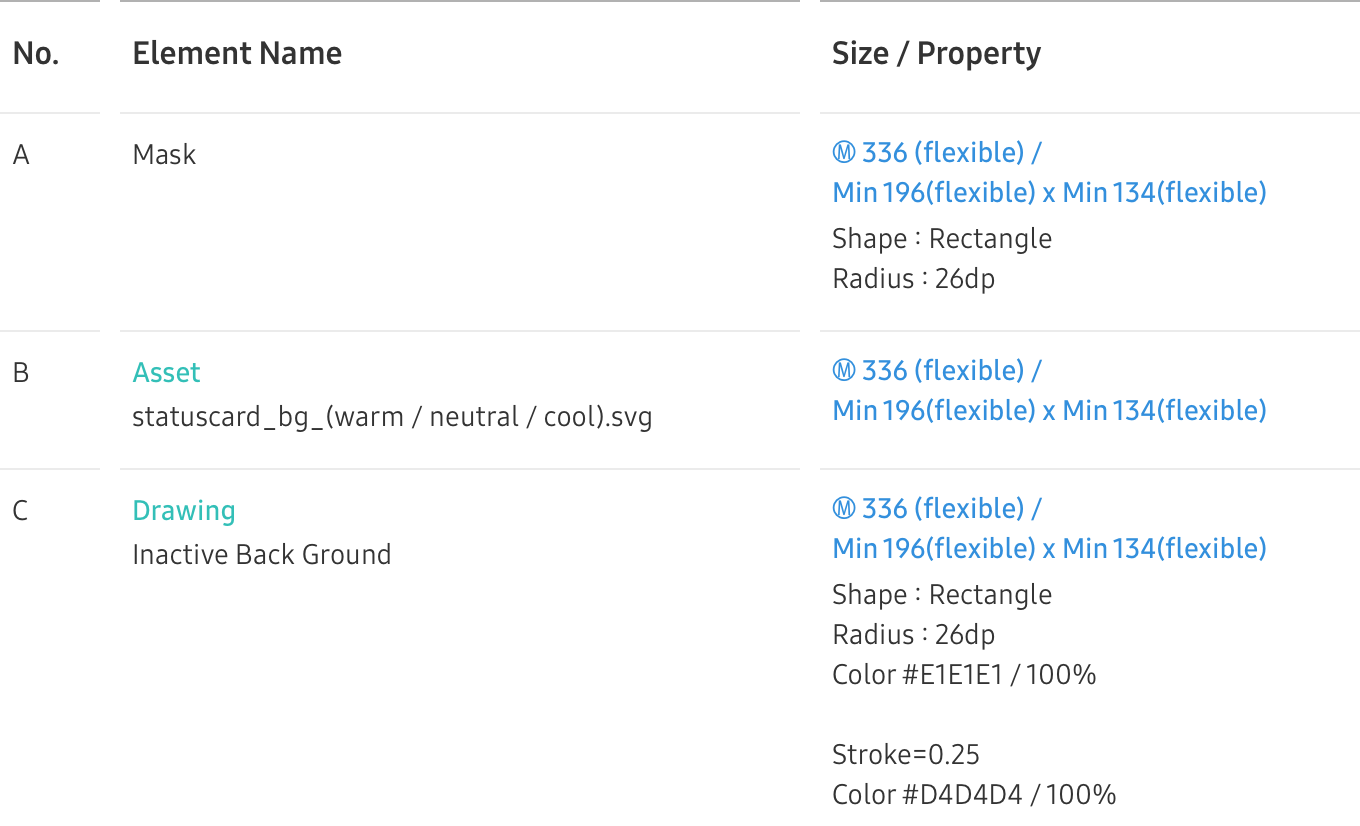 No. Element Name Size / Property
A Mask Ⓜ 336 (flexible) /
Min 196(flexible) x Min 134(flexible)
Shape : Rectangle
Radius : 26dp
B Asset Ⓜ 336 (flexible) /
statuscard_bg_(warm / neutral / cool).svg Min 196(flexible) x Min 134(flexible)
C Drawing Ⓜ 336 (flexible) /
Inactive Back Ground Min 196(flexible) x Min 134(flexible)
Shape : Rectangle
Radius : 26dp
Color #E1E1E1 / 100%
Stroke=0.25
Color #D4D4D4 / 100%